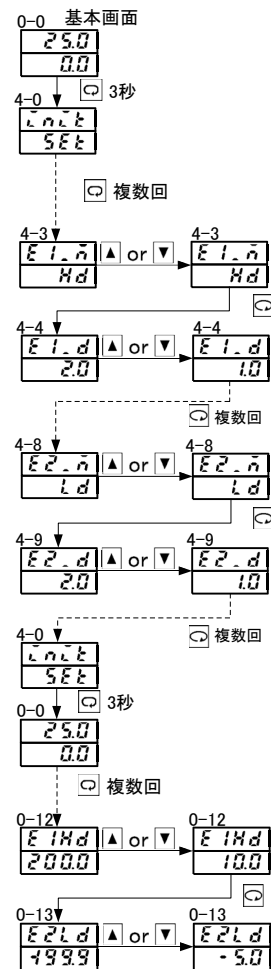 0-0 基本画面
25.0
0.0
3秒
4-0
init
SEt
複数回
4-3 4-3
E1_m ▲ or ▼ E1_m
Hd Hd
4-4 4-4
E1_d ▲ or ▼ E1_d
2.0 1.0
複数回
4-8 4-8
E2_m ▲ or ▼ E2_m
Ld Ld
4-9 4-9
E2_d ▲ or ▼ E2_d
2.0 1.0
複数回
4-0
init
SEt
3秒
0-0
25.0
0.0
複数回
0-12 0-12
E1Hd ▲ or ▼ E1Hd
200.0 10.0
0-13 0-13
E2Ld ▲ or ▼ E2Ld
-199.9 -5.0